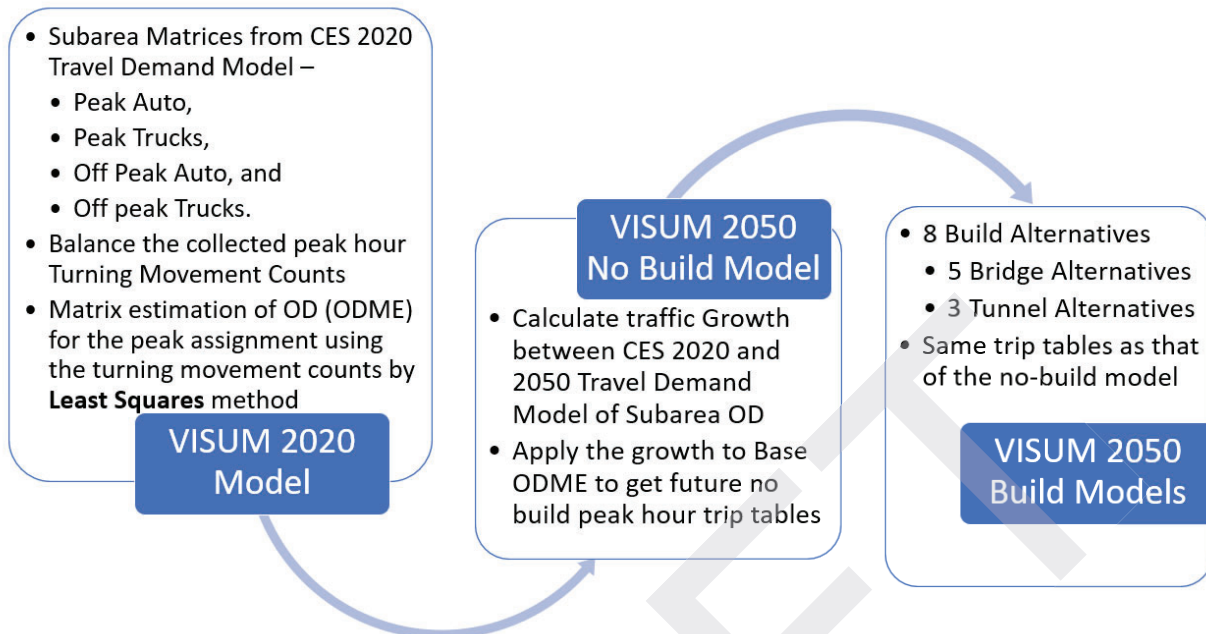 • Subarea Matrices from CES 2020
Travel Demand Model –
• Peak Auto,
• Peak Trucks,
• Off Peak Auto, and
• Off peak Trucks.
• Balance the collected peak hour
Turning Movement Counts
• Matrix estimation of OD (ODME)
for the peak assignment using
the turning movement counts by
Least Squares method
VISUM 2020
Model
VISUM 2050
No Build Model
• Calculate traffic Growth
between CES 2020 and
2050 Travel Demand
Model of Subarea OD
• Apply the growth to Base
ODME to get future no
build peak hour trip tables
• 8 Build Alternatives
• 5 Bridge Alternatives
• 3 Tunnel Alternatives
• Same trip tables as that
of the no-build model
VISUM 2050
Build Models